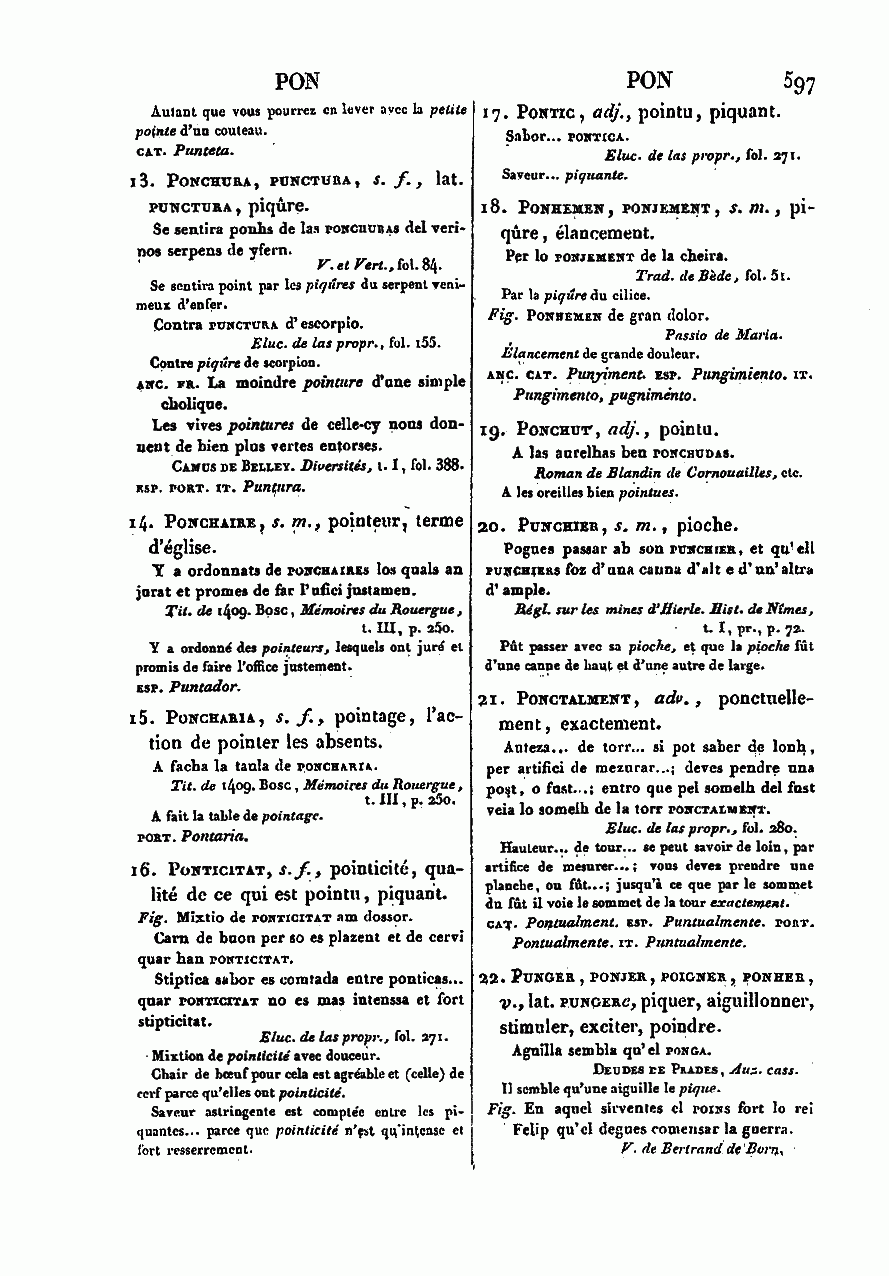 PON
PON 597
Autant que vous pourrez enlever avec la petite
pointe d'un couteau.
CAT. Punteta.
13. PONCHURA, PUNCTURA, s. f., lat.
PUNCTURA, piqûre.
Se sentira ponhs de las PONCHURAS del veri-
nos serpens de yfern.
V. et Vert., fol. 84.
Se sentira point par les piqûres du serpent veni-
meux d'enfer.
Contra PUNCTURA d'escorpio.
Eluc. de las propr., fol. 155.
Contre piqûre de scorpion.
ANC. FR. La moindre pointure d'une simple
cholique.
Les vives pointures de celle-cy nous don-
nent de bien plus vertes entorses.
CAMUS DE BELLEY. Diversités, t. I, fol. 388.
ESP. PORT. IT. Puntura.
14. PONCHAIRE, s. m., pointeur, terme
d'église.
Y a ordonnats de PONCHAIRES los quals an
jurat et promes de far l'ufici justamen.
Tit. de 1409. Bosc, Mémoires du Rouergue,
t. III, p. 250.
Y a ordonné des pointeurs, lesquels ont juré et
promis de faire l'office justement.
ESP. Puntador.
15. PONCHARIA, s. f., pointage, l'ac-
tion de pointer les absents.
A facha la taula de PONCHARIA.
Tit. de 1409. Bosc, Mémoires du Rouergue,
t. III, p. 250.
A fait la table de pointage.
PORT. Pontaria.
16. PONTICITAT, s. f., pointicité, qua-
lité de ce qui est pointu, piquant.
Fig. Mixtio de PONTICITAT am dossor.
Carn de buon per so es plazent et de cervi
quar han PONTICITAT.
Stiptica sabor es comtada entre ponticas...
quar PONTICITAT no es mas intenssa et fort
stipticitat.
Eluc. de las propr., fol. 271.
Mixtion de pointicité avec douceur.
Chair de bœuf pour cela est agréable et (celle) de
cerf parce qu'elles ont pointicité.
Saveur astringente est comptée entre les pi-
quantes... parce que pointicité n'est qu'intense et
fort resserrement.
17. PONTIC, adj., pointu, piquant.
Sabor... PONTICA.
Eluc. de las propr., fol. 271.
Saveur... piquante.
18. PONHEMEN, PONJEMENT, s. m., pi-
qûre, élancement.
Per lo PONJEMENT de la cheira.
Trad. de Bède, fol. 51.
Par la piqûre du cilice.
Fig. PONHEMEN de gran dolor.
Passio de Maria.
Élancement de grande douleur.
ANC. CAT. Punyiment. ESP. Pungimiento. IT.
Pungimento, pugnimento.
19. PONCHUT, adj., pointu.
A las aurelhas ben PONCHUDAS.
Roman de Blandin de Cornouailles, etc.
A les oreilles bien pointues.
20. PUNCHIER, s. m., pioche.
Pogues passar ab son PUNCHIER, et qu'ell
PUNCHIERS foz d'una canna d'alt e d'un'altra
d'ample.
Régl. sur les mines d'Hierle. Hist. de Nîmes,
t. I, pr., p. 72.
Pût passer avec sa pioche, et que la pioche fût
d'une canne de haut et d'une autre de large.
21. PONCTALMENT, adv., ponctuelle-
ment, exactement.
Auteza... de torr... si pot saber de lonh,
per artifici de mezurar...; deves pendre una
post, o fust...; entro que pel somelh del fust
veia lo somelh de la torr PONCTALMENT.
Eluc. de las propr., fol. 280.
Hauteur... de tour... se peut savoir de loin, par
artifice de mesurer...; vous devez prendre une
planche, ou fût...; jusqu'à ce que par le sommet
du fût il voie le sommet de la tour exactement.
CAT. Pontualment. ESP. Puntualmente. PORT.
Pontualmente. IT. Puntualmente.
22. PUNGER, PONJER, POIGNER, PONHER,
v., lat. PUNGERE, piquer, aiguillonner,
stimuler, exciter, poindre.
Aguilla sembla qu'el PONGA.
DEUDES DE PRADES, Auz. cass.
Il semble qu'une aiguille le pique.
Fig. En aquel sirventes el POINS fort lo rei
Felip qu'el degues comensar la guerra.
V. de Bertrand de Born,